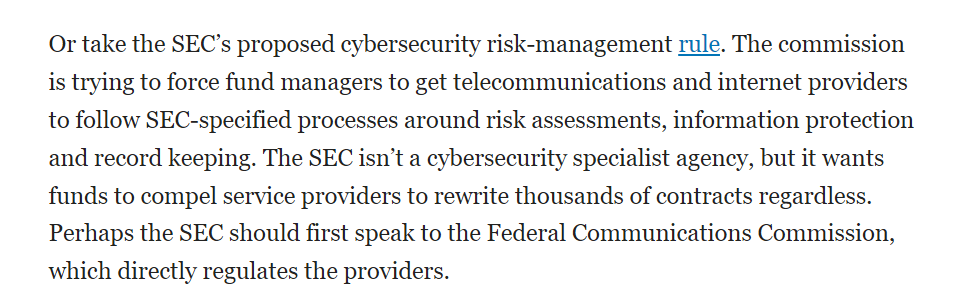 Or take the SEC’s proposed cybersecurity risk-management rule. The commission
is trying to force fund managers to get telecommunications and internet providers
to follow SEC-specified processes around risk assessments, information protection
and record keeping. The SEC isn’t a cybersecurity specialist agency, but it wants
funds to compel service providers to rewrite thousands of contracts regardless.
Perhaps the SEC should first speak to the Federal Communications Commission,
which directly regulates the providers.